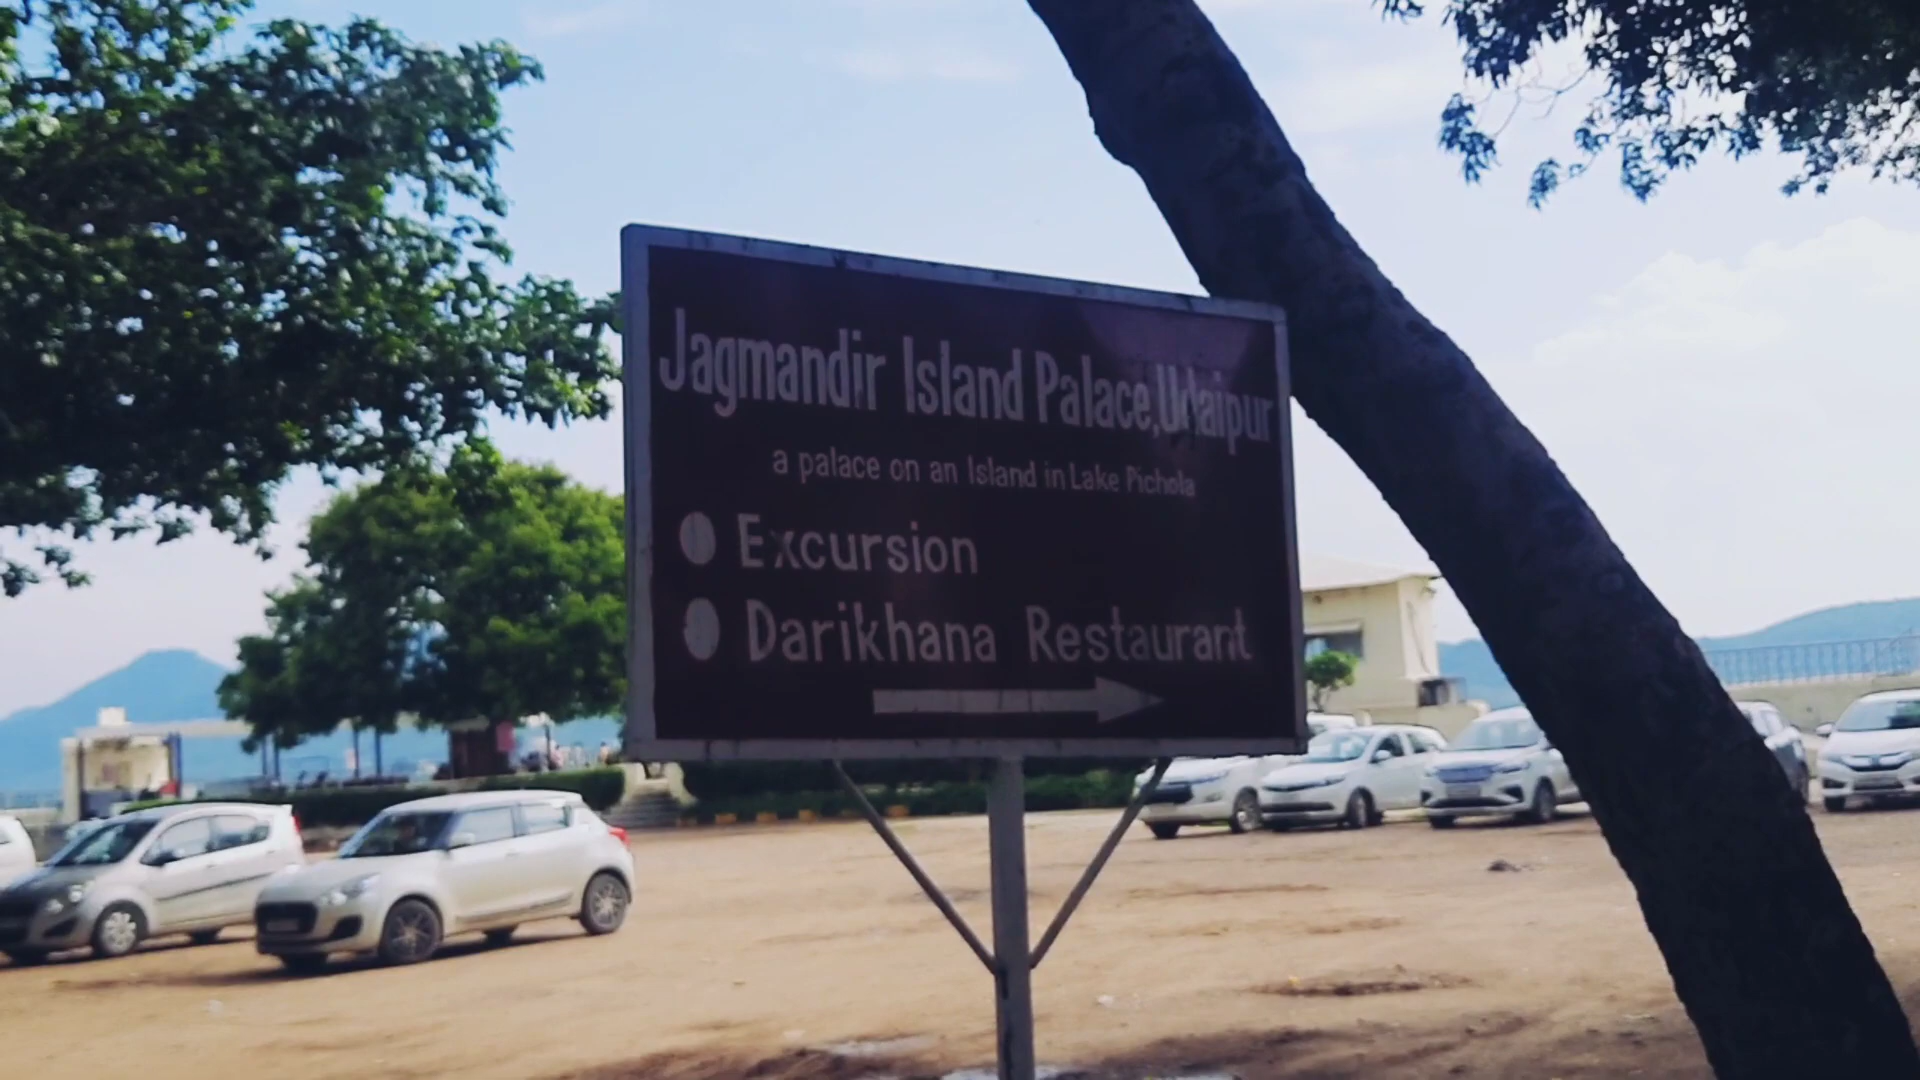 Jagmandir Island Palace,Udaipur
a palace on an Island in Lake Pichola
Excursion
Darikhana Restaurant